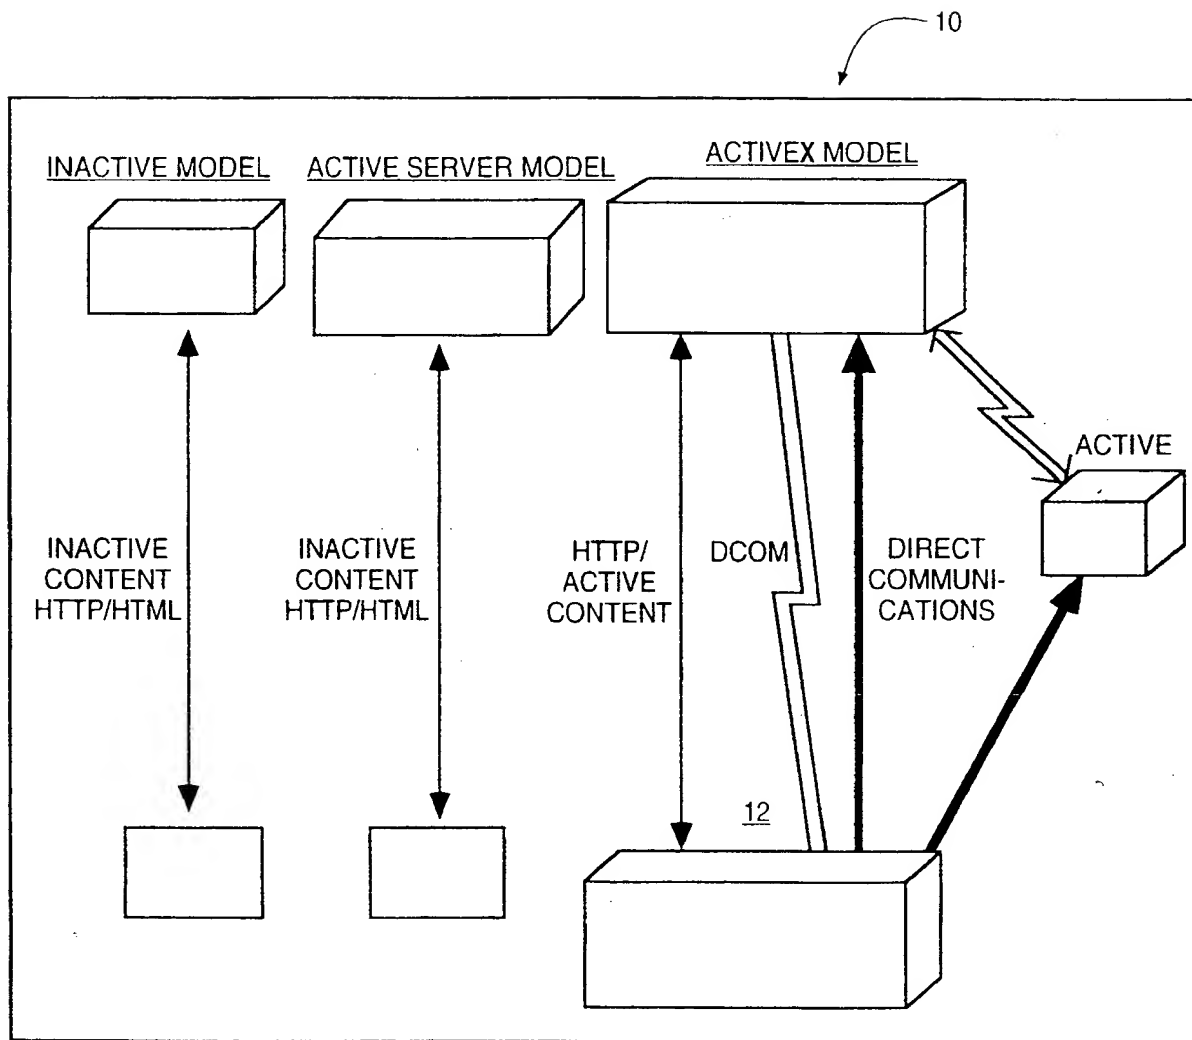 10
INACTIVE MODEL
ACTIVE SERVER MODEL
ACTIVEX MODEL
ACTIVE
INACTIVE
CONTENT
HTTP/HTML
INACTIVE
CONTENT
HTTP/HTML
HTTP/
ACTIVE
CONTENT
DCOM
DIRECT
COMMUNI-
CATIONS
12